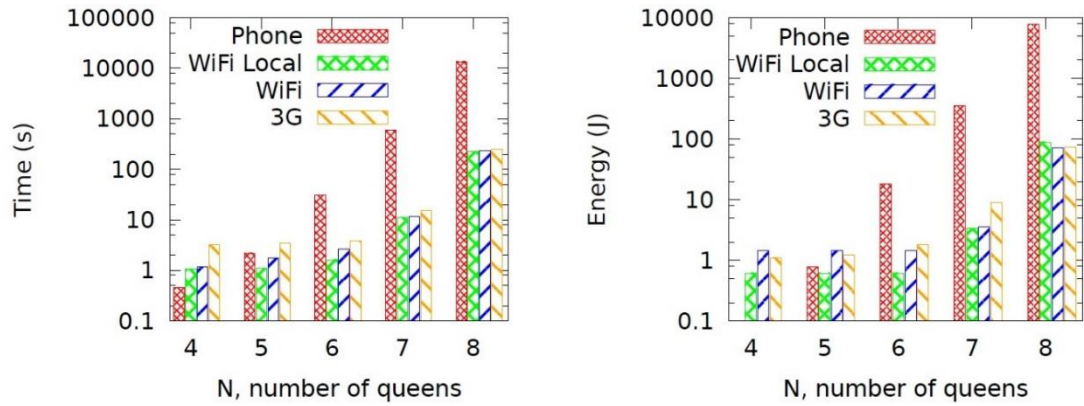 Time (s)
100000
10000
1000
100
10
1
0.1
Phone
WiFi Local
WiFi
3G
4 5 6 7 8
N, number of queens
Energy (J)
10000
1000
100
10
1
0.1
Phone
WiFi Local
WiFi
3G
4 5 6 7 8
N, number of queens